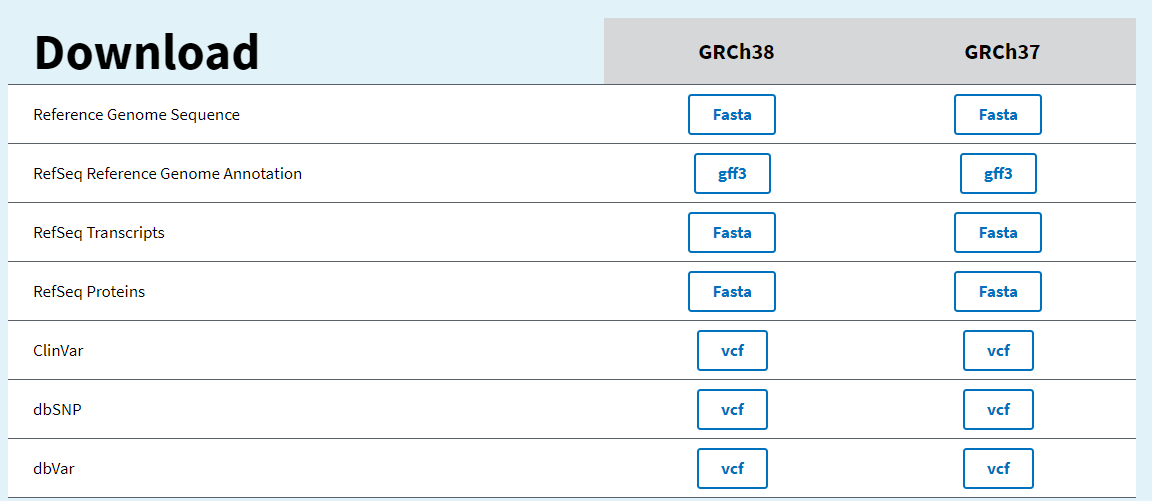 Download GRCh38 GRCh37
Reference Genome Sequence Fasta Fasta
RefSeq Reference Genome Annotation gff3 gff3
RefSeq Transcripts Fasta Fasta
RefSeq Proteins Fasta Fasta
ClinVar vcf vcf
dbSNP vcf vcf
dbVar vcf vcf